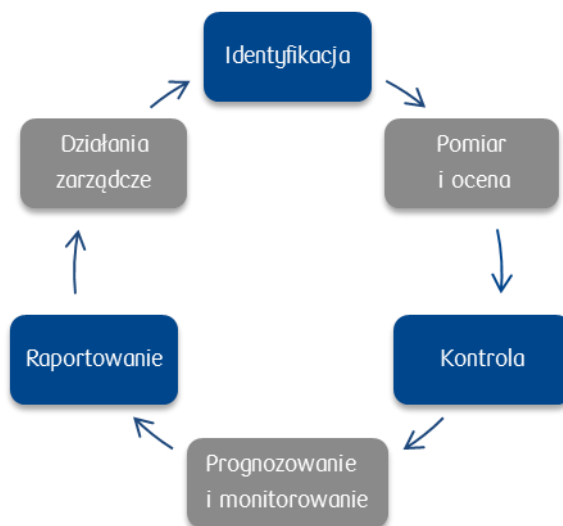 Identyfikacja
Pomiar
i ocena
Kontrola
Prognozowanie
i monitorowanie
Raportowanie
Działania
zarządcze